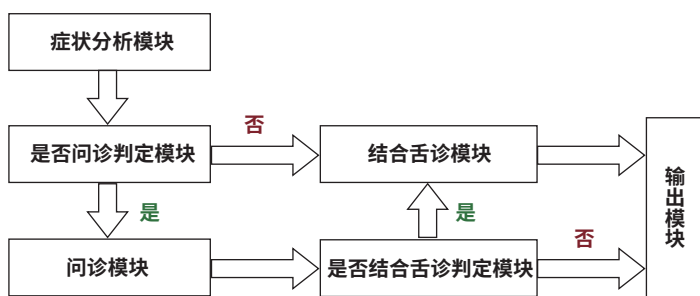 症状分析模块
是否问诊判定模块
否
结合舌诊模块
是
是
问诊模块
是否结合舌诊判定模块
否
输出模块